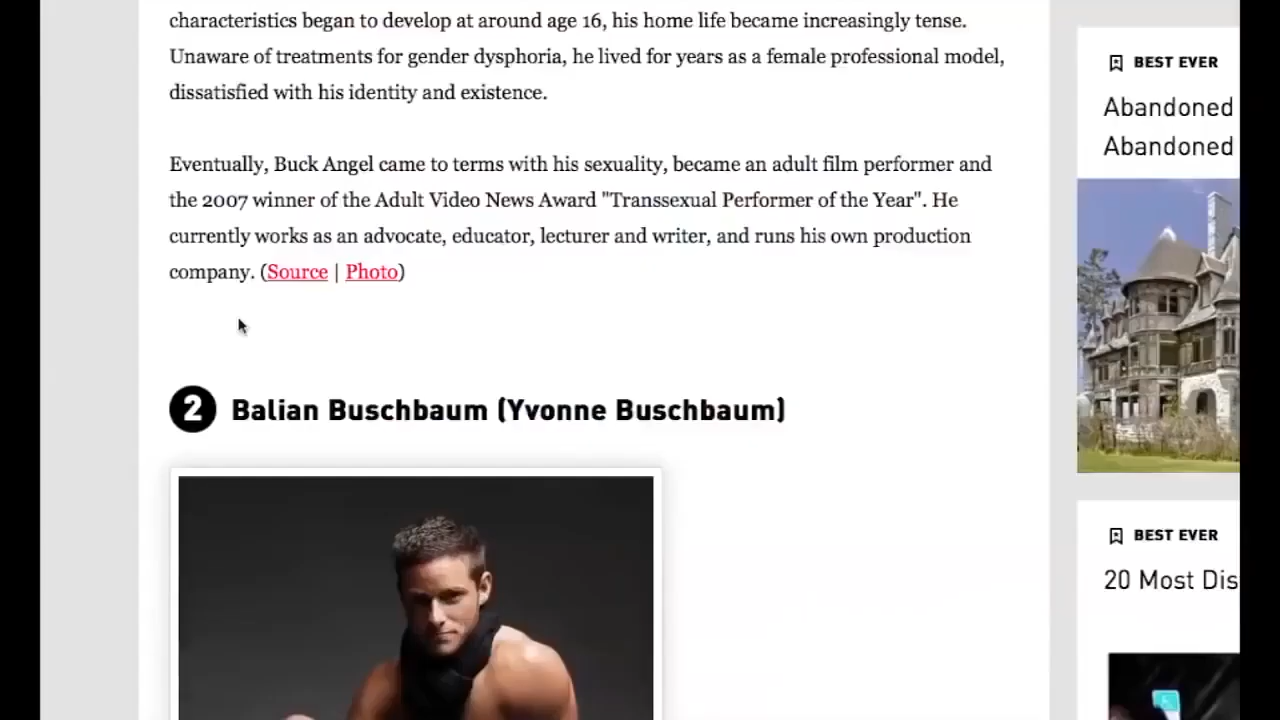 characteristics began to develop at around age 16, his home life became increasingly tense.
Unaware of treatments for gender dysphoria, he lived for years as a female professional model,
dissatisfied with his identity and existence.
Eventually, Buck Angel came to terms with his sexuality, became an adult film performer and
the 2007 winner of the Adult Video News Award "Transsexual Performer of the Year". He
currently works as an advocate, educator, lecturer and writer, and runs his own production
company. (Source | Photo)
2 Balian Buschbaum (Yvonne Buschbaum)
BEST EVER
Abandoned
Abandoned
BEST EVER
20 Most Dis